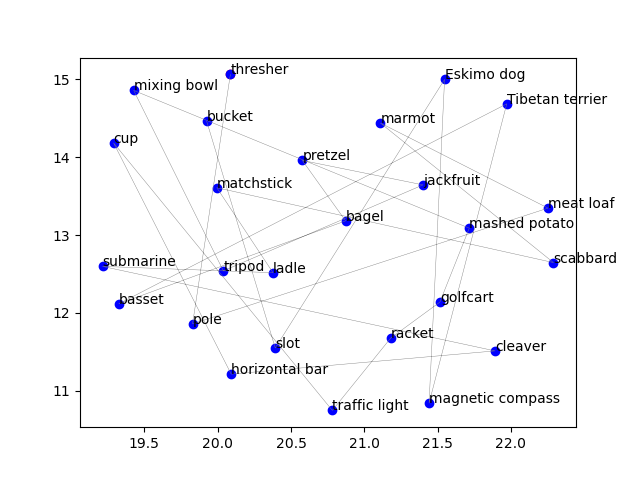 thresher
Eskimo dog
15
mixing bowl
Tibetan terrier
bucket
marmot
cup
14
pretzel
matchstick
jackfruit
meat loaf
bagel
mashed potato
13
submarine
tripod
ladle
scabbard
basset
golfcart
12
pole
racket
slot
cleaver
horizontal bar
11
traffic light
magnetic compass
19.5
20.0
20.5
21.0
21.5
22.0